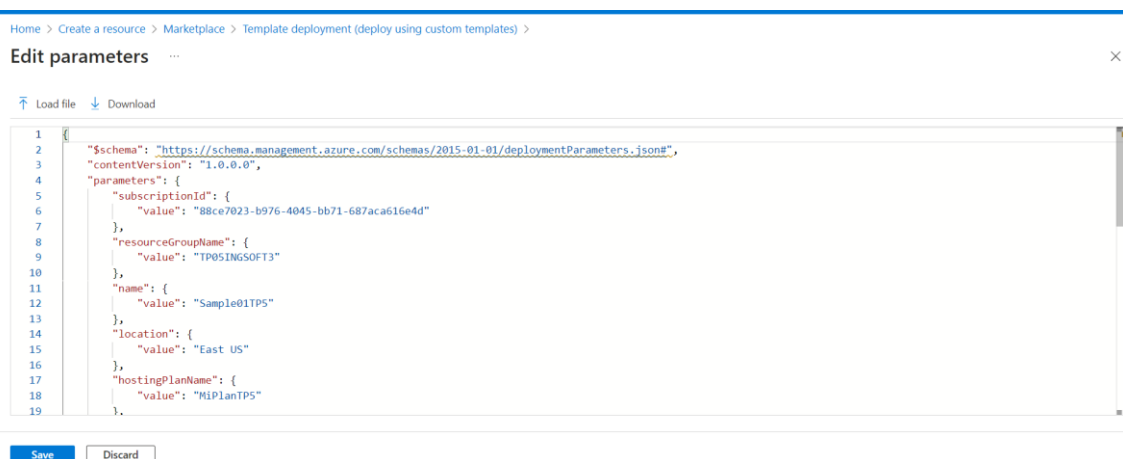 Home > Create a resource > Marketplace > Template deployment (deploy using custom templates) >
Edit parameters ...
Load file Download
1 {
2 "$schema": "https://schema.management.azure.com/schemas/2015-01-01/deploymentParameters.json#",
3 "contentVersion": "1.0.0.0",
4 "parameters": {
5 "subscriptionId": {
6 "value": "88ce7023-b976-4045-bb71-687aca616e4d"
7 },
8 "resourceGroupName": {
9 "value": "TP05INGSOFT3"
10 },
11 "name": {
12 "value": "Sample01TP5"
13 },
14 "location": {
15 "value": "East US"
16 },
17 "hostingPlanName": {
18 "value": "MiPlanTP5"
19 },
Save Discard